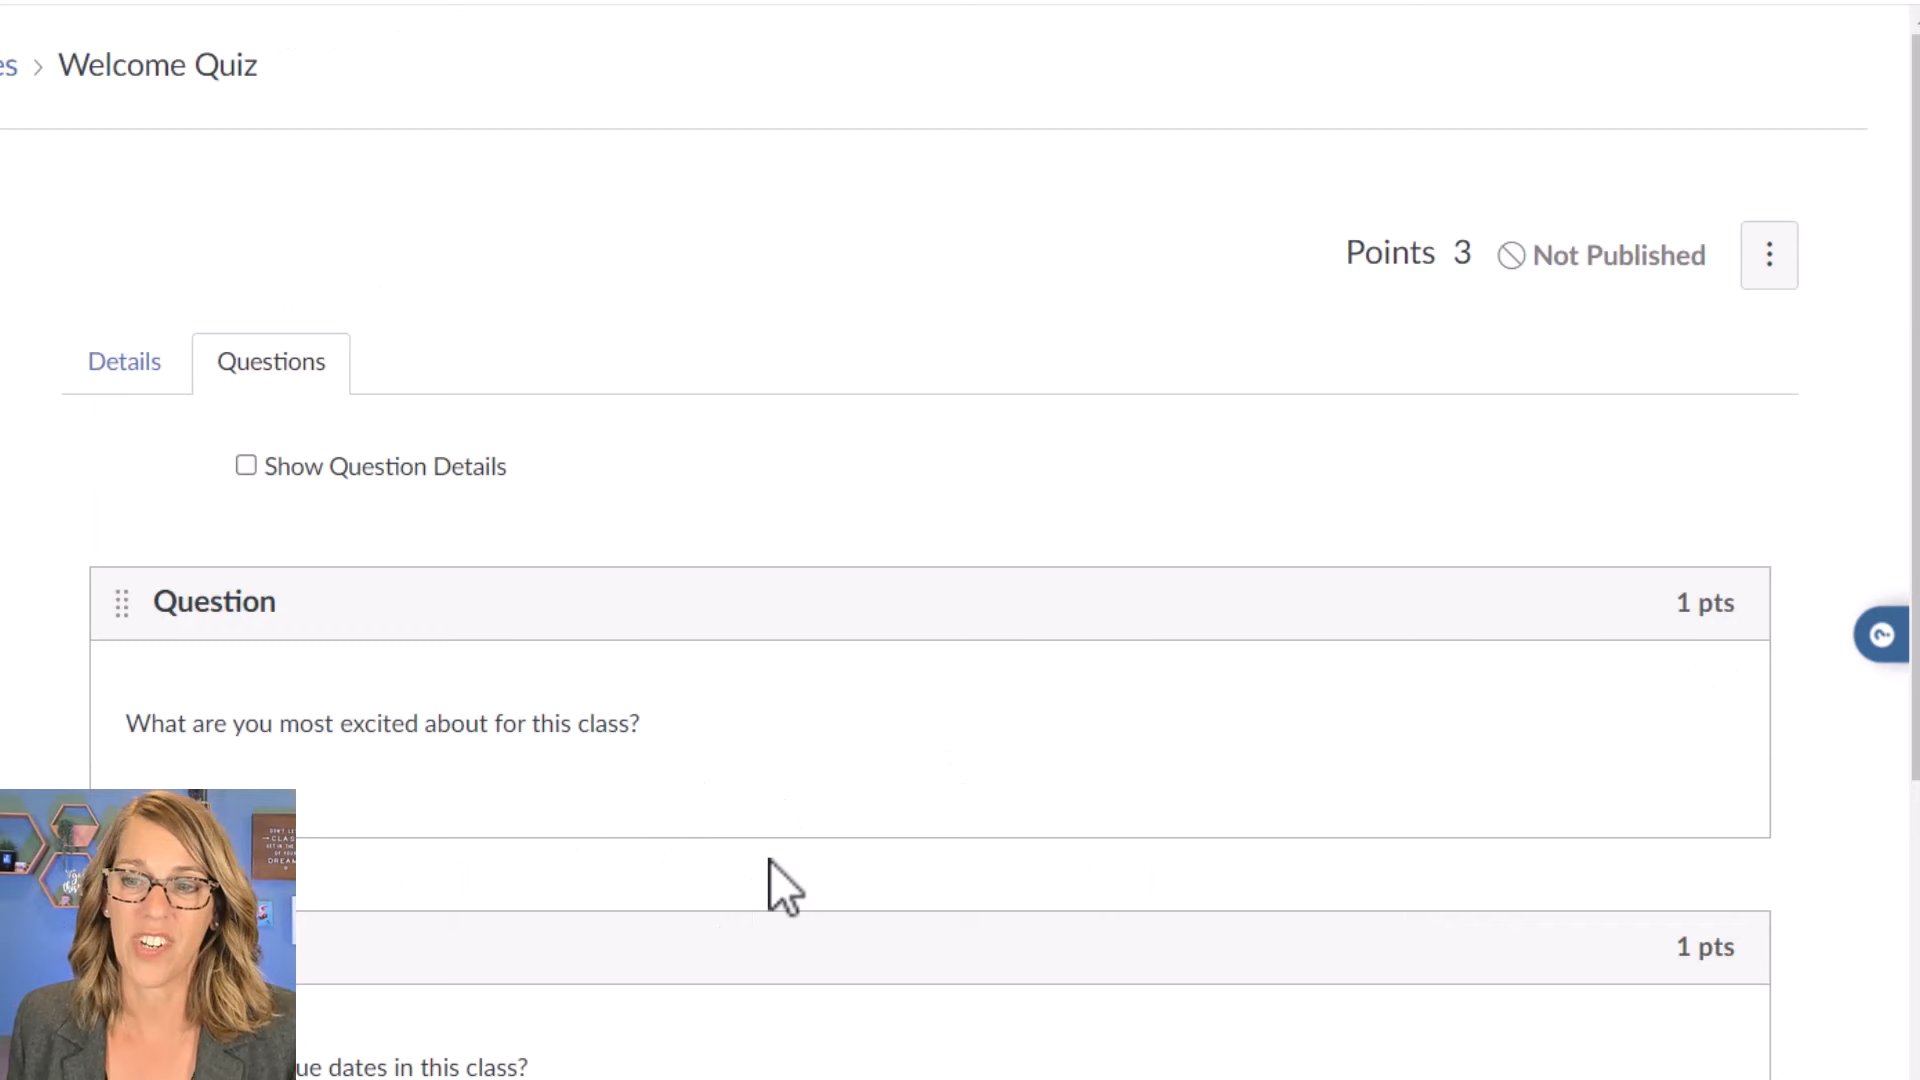 es > Welcome Quiz
Points 3 Not Published
Details Questions
Show Question Details
Question 1 pts
What are you most excited about for this class?
DREAM
1 pts
ue dates in this class?